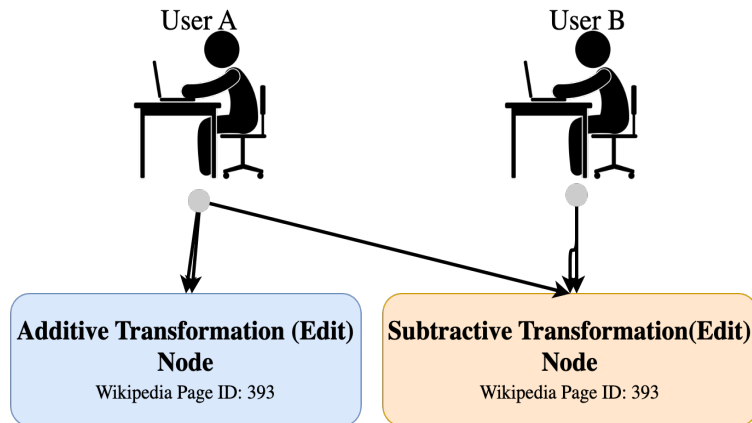 User A
User B
Additive Transformation (Edit)
Node
Wikipedia Page ID: 393
Subtractive Transformation(Edit)
Node
Wikipedia Page ID: 393